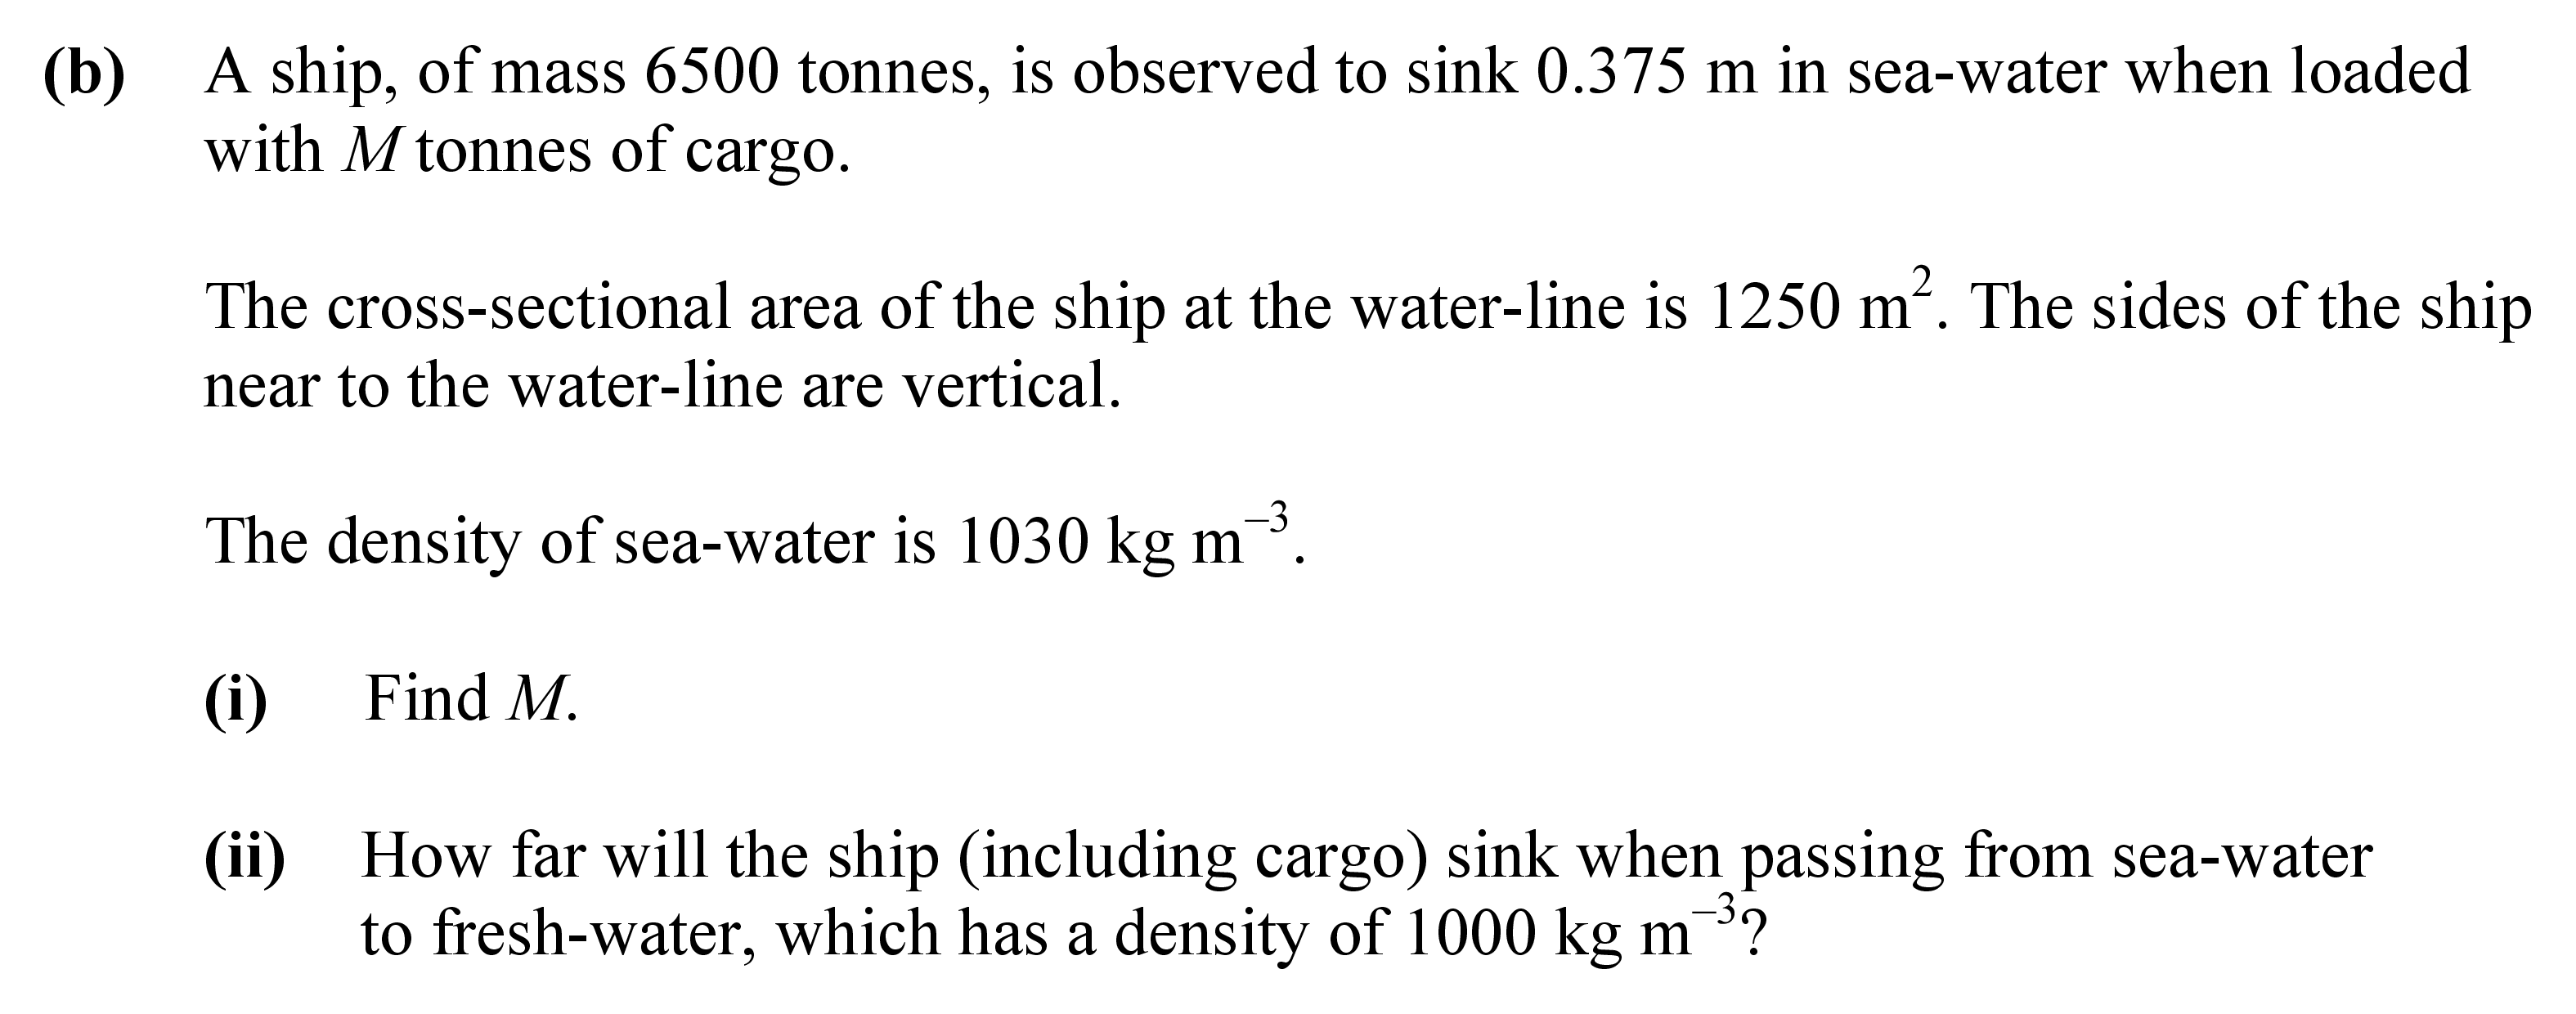 (b) A ship, of mass 6500 tonnes, is observed to sink 0.375 m in sea-water when loaded
with M tonnes of cargo.
The cross-sectional area of the ship at the water-line is 1250 m². The sides of the ship
near to the water-line are vertical.
The density of sea-water is 1030 kg m⁻³.
(i) Find M.
(ii) How far will the ship (including cargo) sink when passing from sea-water
to fresh-water, which has a density of 1000 kg m⁻³?